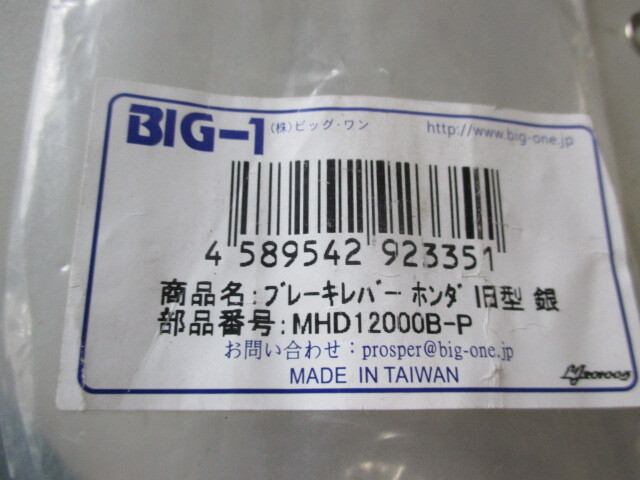 BIG-1 (株)ビッグ・ワン http://www.big-one.jp
4 589542 923351
商品名:ブレーキレバー ホンダ 旧型 銀
部品番号:MHD12000B-P
お問い合わせ:prosper@big-one.jp
MADE IN TAIWAN